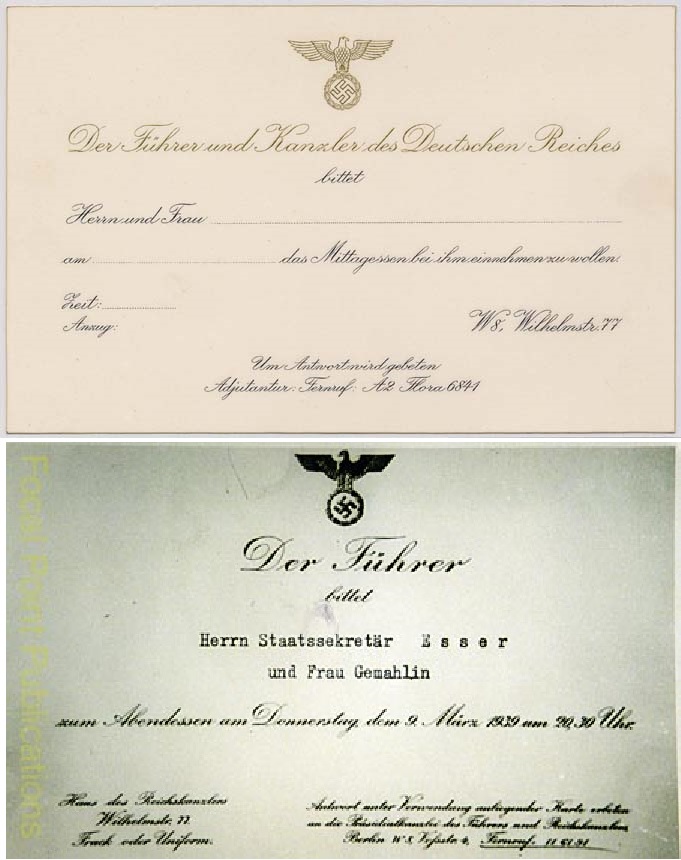 Der Führer und Kanzler des Deutschen Reiches
bittet
Herrn und Frau
am das Mittagessen bei ihm einnehmen zu wollen.
Zeit:
Anzug:
W8, Wilhelmstr. 77
Um Antwort wird gebeten
Adjutantur: Fernruf: A2 Flora 6841
Focal Point Publications
Der Führer
bittet
Herrn Staatssekretär Esser
und Frau Gemahlin
zum Abendessen am Donnerstag, dem 9. März 1939 um 20,30 Uhr.
Haus des Reichskanzlers
Wilhelmstr. 77
Frack oder Uniform.
Antwort unter Verwendung anliegender Karte erbeten
an die Präsidialkanzlei des Führers und Reichskanzlers
Berlin W 8, Voßstr. 4, Fernruf.